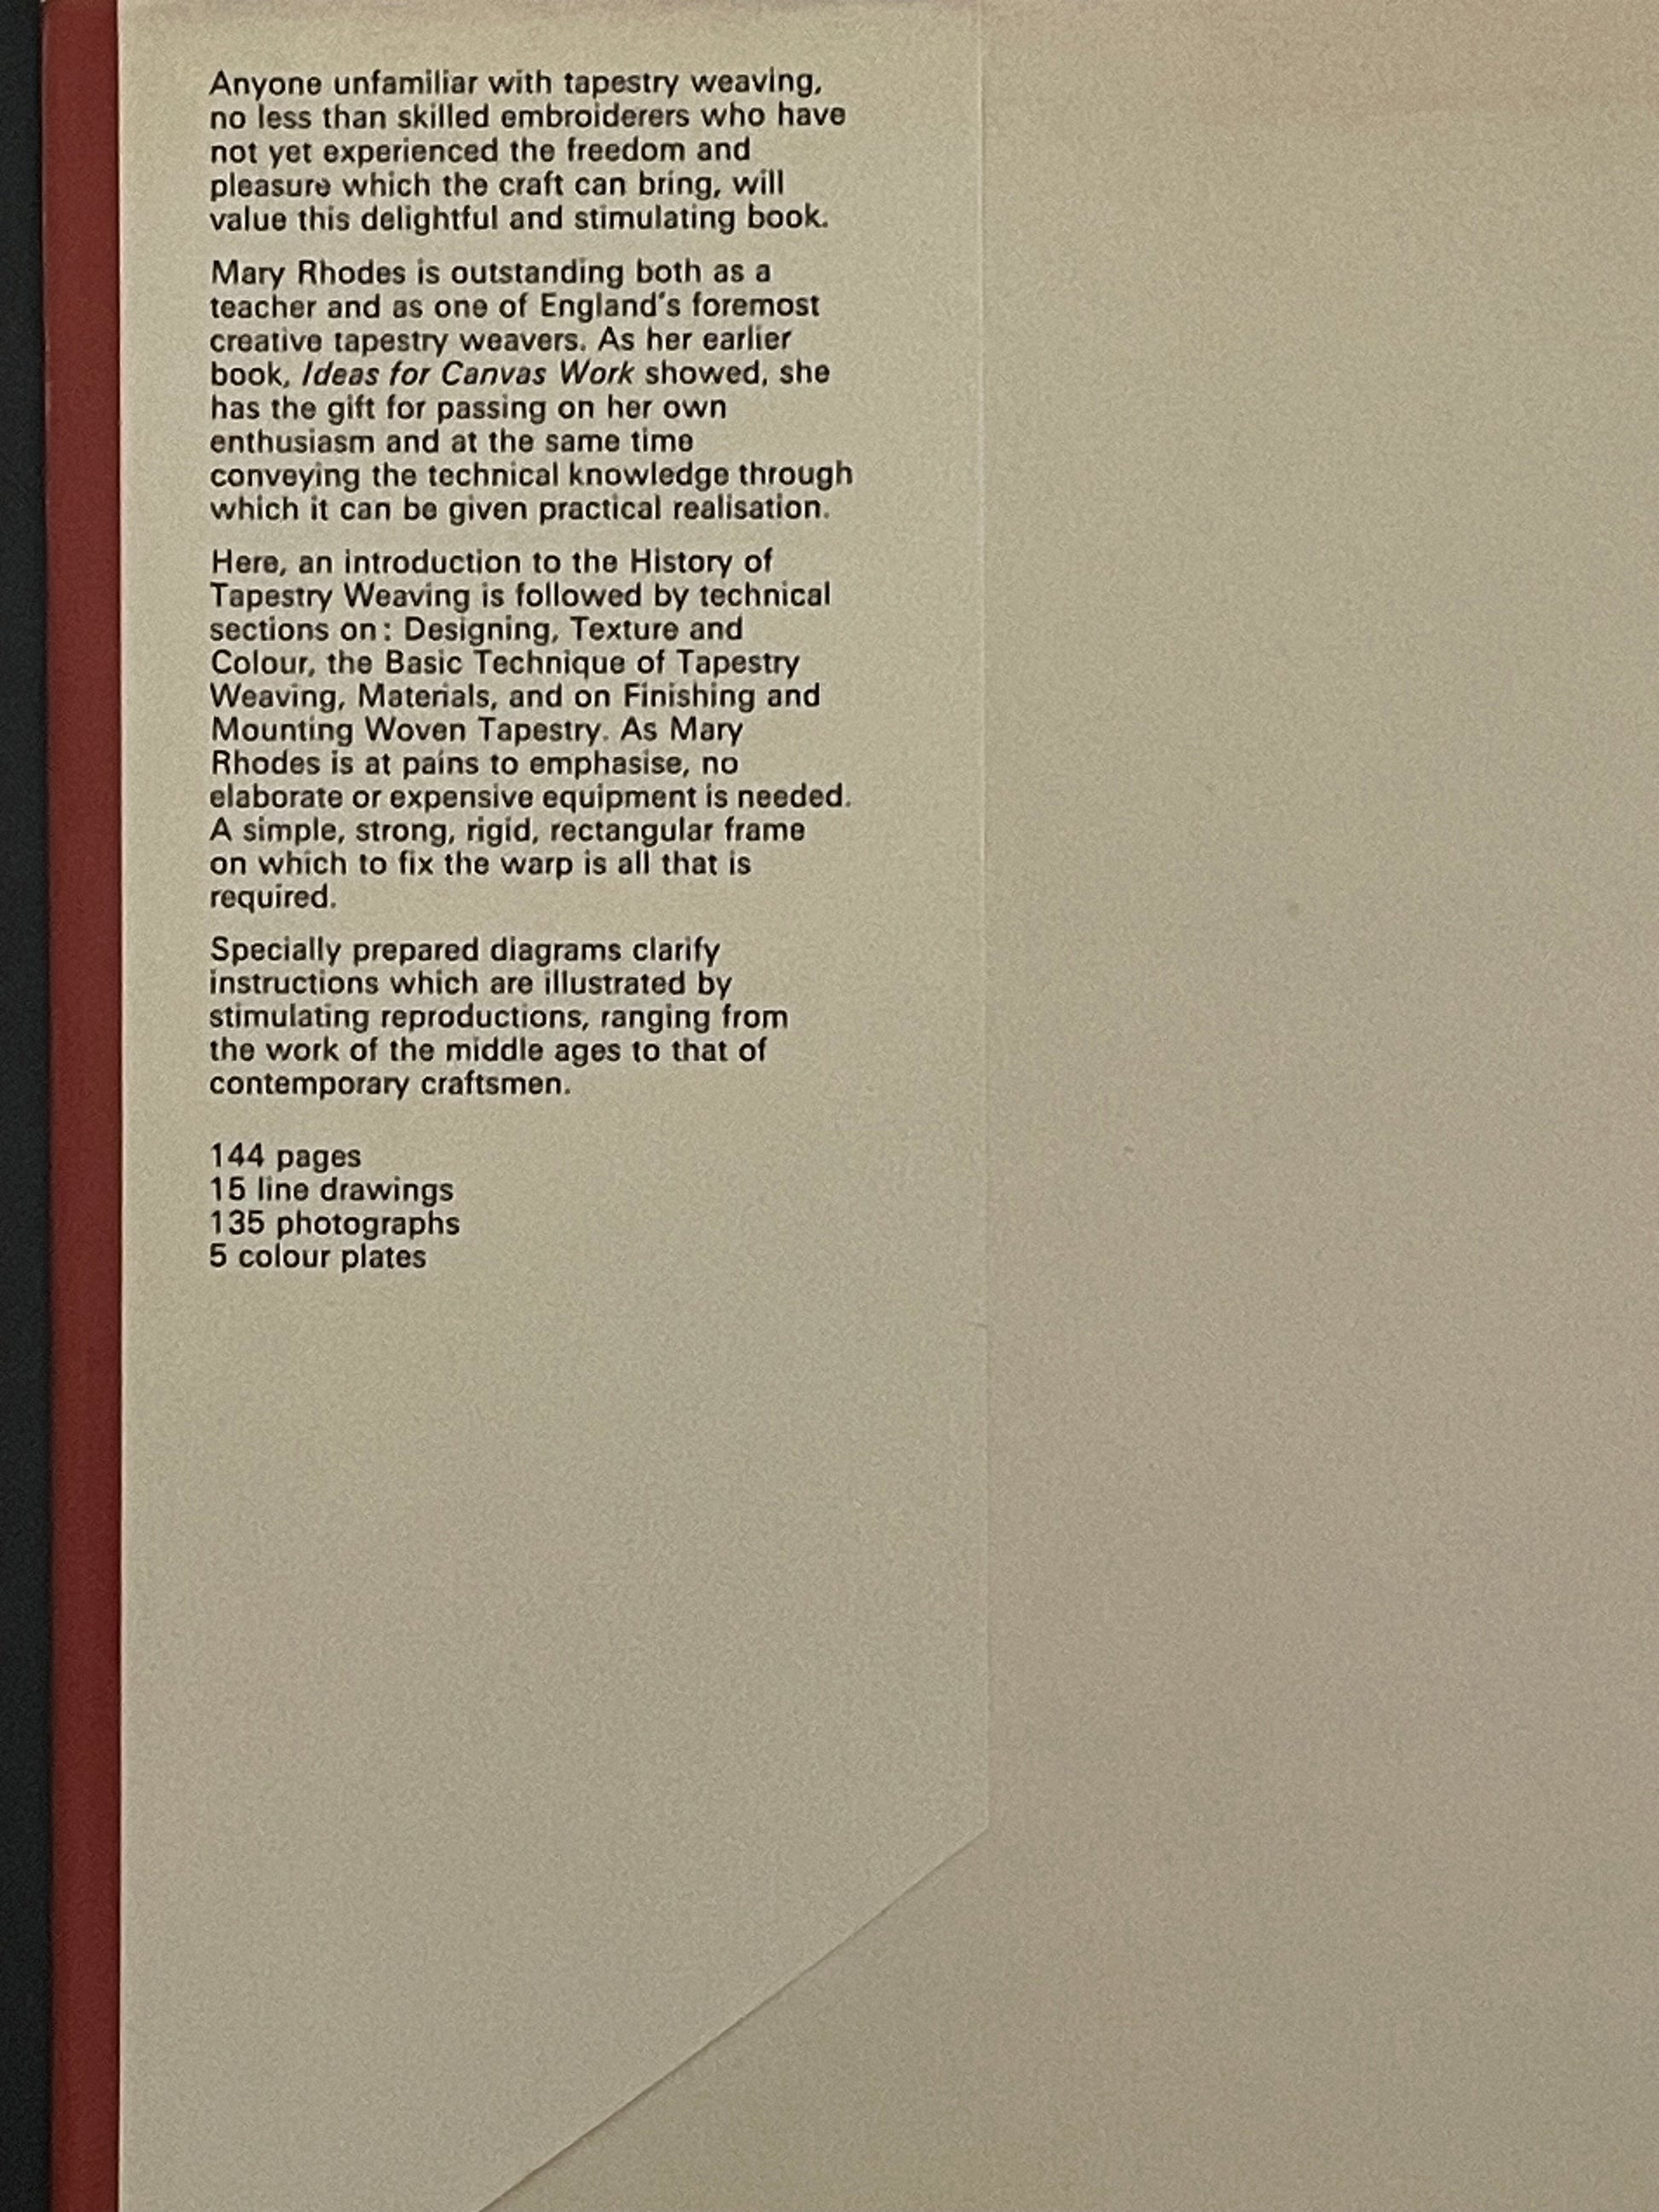 Anyone unfamiliar with tapestry weaving,
no less than skilled embroiderers who have
not yet experienced the freedom and
pleasure which the craft can bring, will
value this delightful and stimulating book.
Mary Rhodes is outstanding both as a
teacher and as one of England's foremost
creative tapestry weavers. As her earlier
book, Ideas for Canvas Work showed, she
has the gift for passing on her own
enthusiasm and at the same time
conveying the technical knowledge through
which it can be given practical realisation.
Here, an introduction to the History of
Tapestry Weaving is followed by technical
sections on: Designing, Texture and
Colour, the Basic Technique of Tapestry
Weaving, Materials, and on Finishing and
Mounting Woven Tapestry. As Mary
Rhodes is at pains to emphasise, no
elaborate or expensive equipment is needed.
A simple, strong, rigid, rectangular frame
on which to fix the warp is all that is
required.
Specially prepared diagrams clarify
instructions which are illustrated by
stimulating reproductions, ranging from
the work of the middle ages to that of
contemporary craftsmen.
144 pages
15 line drawings
135 photographs
5 colour plates